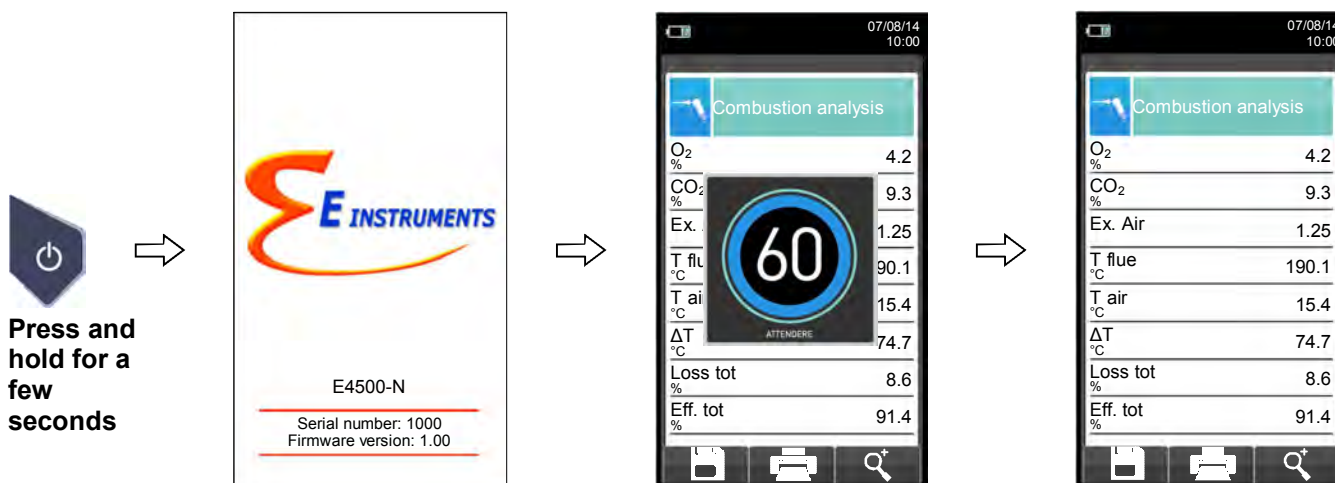 Press and
hold for a
few
seconds
E INSTRUMENTS
E4500-N
Serial number: 1000
Firmware version: 1.00
07/08/14
10:00
Combustion analysis
O2
% 4.2
CO2
% 9.3
Ex. 1.25
T flu
°C 90.1
T ai
°C 15.4
ΔT
°C 74.7
Loss tot
% 8.6
Eff. tot
% 91.4
60
ATTENDERE
07/08/14
10:00
Combustion analysis
O2
% 4.2
CO2
% 9.3
Ex. Air 1.25
T flue
°C 190.1
T air
°C 15.4
ΔT
°C 74.7
Loss tot
% 8.6
Eff. tot
% 91.4